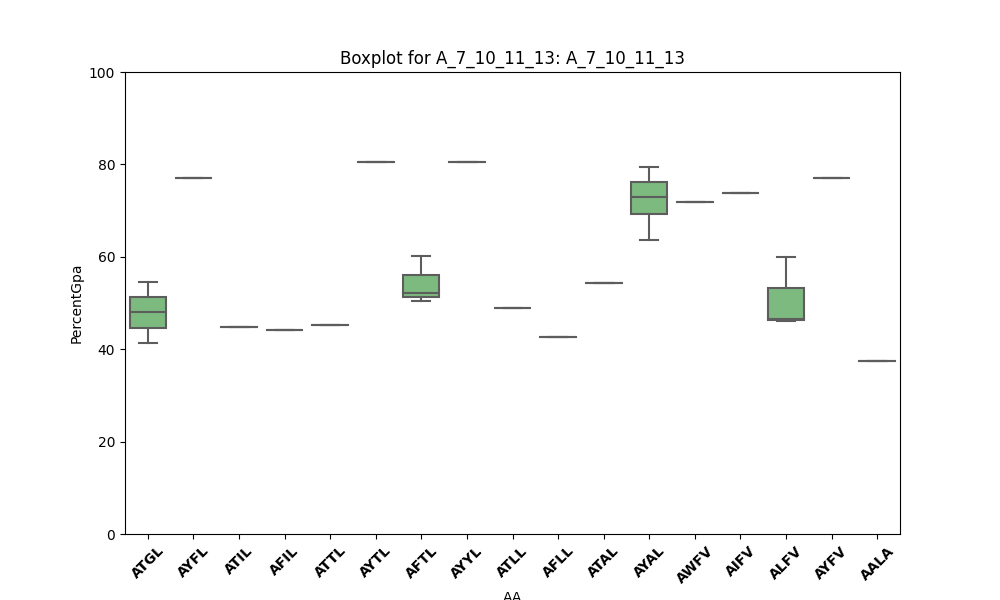 Boxplot for A_7_10_11_13: A_7_10_11_13
100
80
60
40
20
0
PercentGpa
ATGL AYFL ATIL AFIL ATTL AYTL AFTL AYYL ATLL AFLL ATAL AYAL AWFV AIFV ALFV AYFV AALA
AA